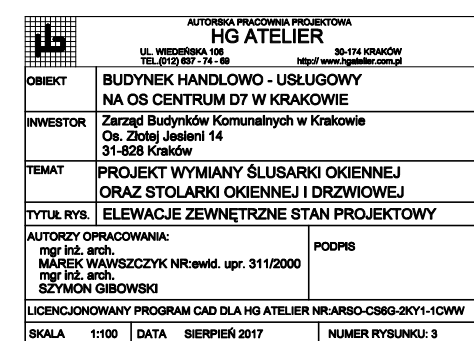 AUTORSKA PRACOWNIA PROJEKTOWA
HG ATELIER
UL. WIEDEŃSKA 106 30-174 KRAKÓW
TEL.(012) 637 - 74 - 69 http:// www.hgatelier.com.pl
OBIEKT BUDYNEK HANDLOWO - USŁUGOWY
NA OS CENTRUM D7 W KRAKOWIE
INWESTOR Zarząd Budynków Komunalnych w Krakowie
Os. Złotej Jesieni 14
31-828 Kraków
TEMAT PROJEKT WYMIANY ŚLUSARKI OKIENNEJ
ORAZ STOLARKI OKIENNEJ I DRZWIOWEJ
TYTUŁ RYS. ELEWACJE ZEWNĘTRZNE STAN PROJEKTOWY
AUTORZY OPRACOWANIA: PODPIS
mgr inż. arch.
MAREK WAWSZCZYK NR:ewid. upr. 311/2000
mgr inż. arch.
SZYMON GIBOWSKI
LICENCJONOWANY PROGRAM CAD DLA HG ATELIER NR:ARSO-CS6G-2KY1-1CWW
SKALA 1:100 DATA SIERPIEŃ 2017 NUMER RYSUNKU: 3